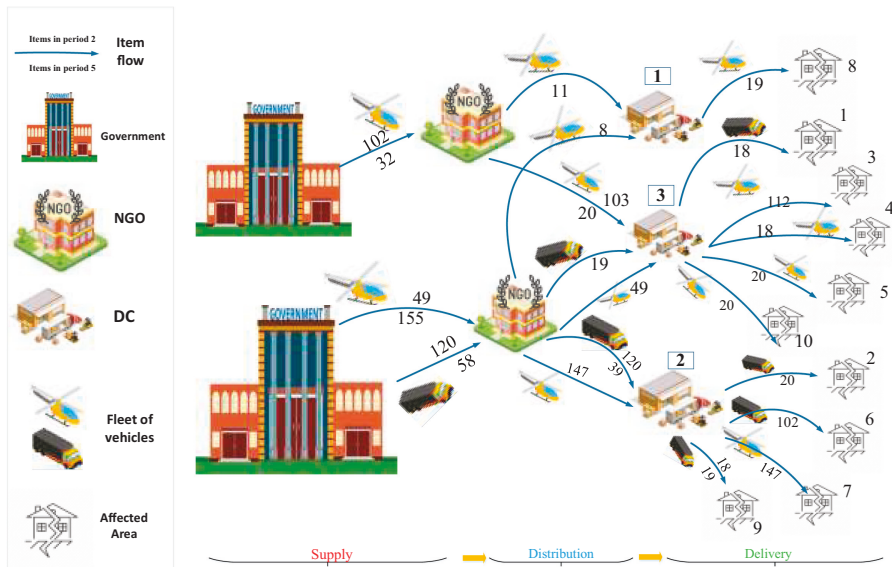 Items in period 2
Items in period 5
Item
flow
GOVERNMENT
Government
NGO
NGO
DC
Fleet of
vehicles
Affected
Area
GOVERNMENT
102
32
NGO
11
8
1
19
8
18
1
103
20
3
112
3
18
4
20
5
20
10
GOVERNMENT
49
155
120
58
NGO
19
49
120
39
147
2
20
2
102
6
147
7
18
19
9
Supply
Distribution
Delivery